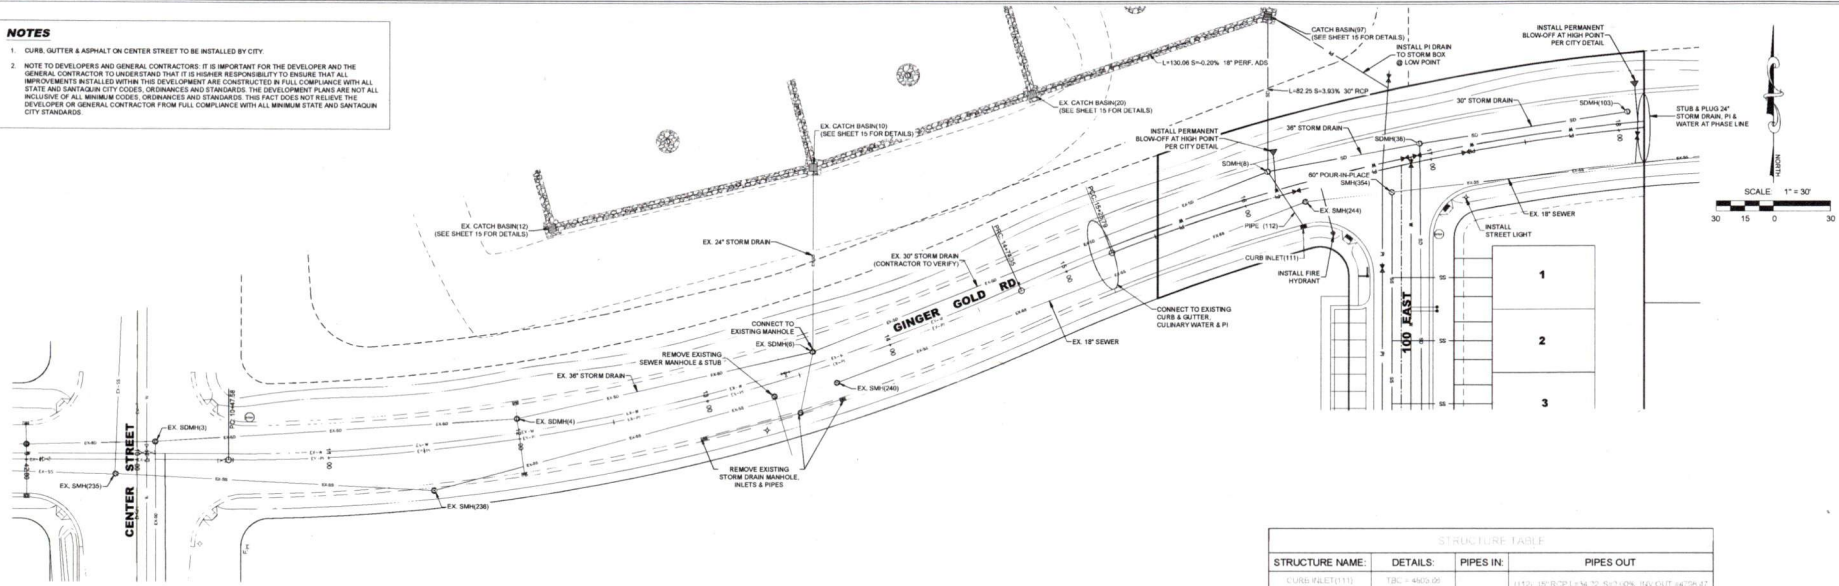 NOTES
1. CURB, GUTTER & ASPHALT ON CENTER STREET TO BE INSTALLED BY CITY.
2. NOTE TO DEVELOPERS AND GENERAL CONTRACTORS: IT IS IMPORTANT FOR THE DEVELOPER AND THE
GENERAL CONTRACTOR TO UNDERSTAND THAT IT IS HIS/HER RESPONSIBILITY TO ENSURE THAT ALL
IMPROVEMENTS INSTALLED WITHIN THIS DEVELOPMENT ARE CONSTRUCTED IN FULL COMPLIANCE WITH ALL
STATE AND SANTAQUIN CITY CODES, ORDINANCES AND STANDARDS. THE DEVELOPMENT PLANS ARE NOT ALL
INCLUSIVE OF ALL MINIMUM CODES, ORDINANCES AND STANDARDS. THIS FACT DOES NOT RELIEVE THE
DEVELOPER OR GENERAL CONTRACTOR FROM FULL COMPLIANCE WITH ALL MINIMUM STATE AND SANTAQUIN
CITY STANDARDS.
CATCH BASIN(97)
(SEE SHEET 15 FOR DETAILS)
INSTALL PI DRAIN
TO STORM BOX
@ LOW POINT
INSTALL PERMANENT
BLOW-OFF AT HIGH POINT
PER CITY DETAIL
L=130.06 S=0.20% 18" PERF. ADS
L=82.25 S=3.93% 30" RCP
EX. CATCH BASIN(20)
(SEE SHEET 15 FOR DETAILS)
EX. CATCH BASIN(10)
(SEE SHEET 15 FOR DETAILS)
EX. CATCH BASIN(12)
(SEE SHEET 15 FOR DETAILS)
30" STORM DRAIN
SDMH(103)
STUB & PLUG 24"
STORM DRAIN, PI &
WATER AT PHASE LINE
INSTALL PERMANENT
BLOW-OFF AT HIGH POINT
PER CITY DETAIL
36" STORM DRAIN
SDMH(36)
SDMH(8)
60" POUR-IN-PLACE
SMH(354)
NORTH
SCALE: 1" = 30'
30 15 0 30
EX. SMH(244)
PIPE (112)
CURB INLET(111)
INSTALL FIRE
HYDRANT
EX. 18" SEWER
INSTALL
STREET LIGHT
100 EAST
1
2
3
EX. 24" STORM DRAIN
EX. 30" STORM DRAIN
(CONTRACTOR TO VERIFY)
GINGER GOLD RD.
CONNECT TO EXISTING
CURB & GUTTER,
CULINARY WATER & PI
EX. 18" SEWER
CONNECT TO
EXISTING MANHOLE
EX. SDMH(6)
REMOVE EXISTING
SEWER MANHOLE & STUB
EX. 36" STORM DRAIN
EX. SMH(240)
EX. SDMH(3)
EX. SDMH(4)
CENTER STREET
EX. SMH(235)
EX. SMH(236)
REMOVE EXISTING
STORM DRAIN MANHOLE,
INLETS & PIPES
STRUCTURE TABLE
STRUCTURE NAME: DETAILS: PIPES IN: PIPES OUT
CURB INLET(111)